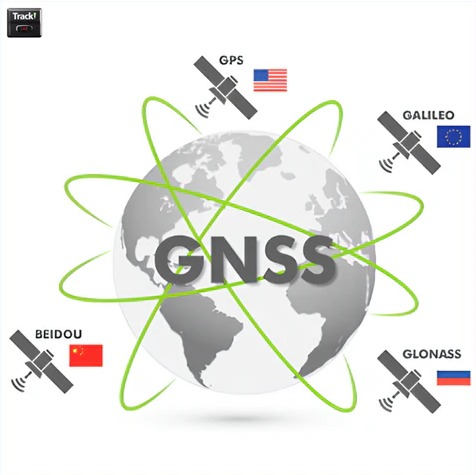 Track!
GPS
GALILEO
GNSS
BEIDOU
GLONASS